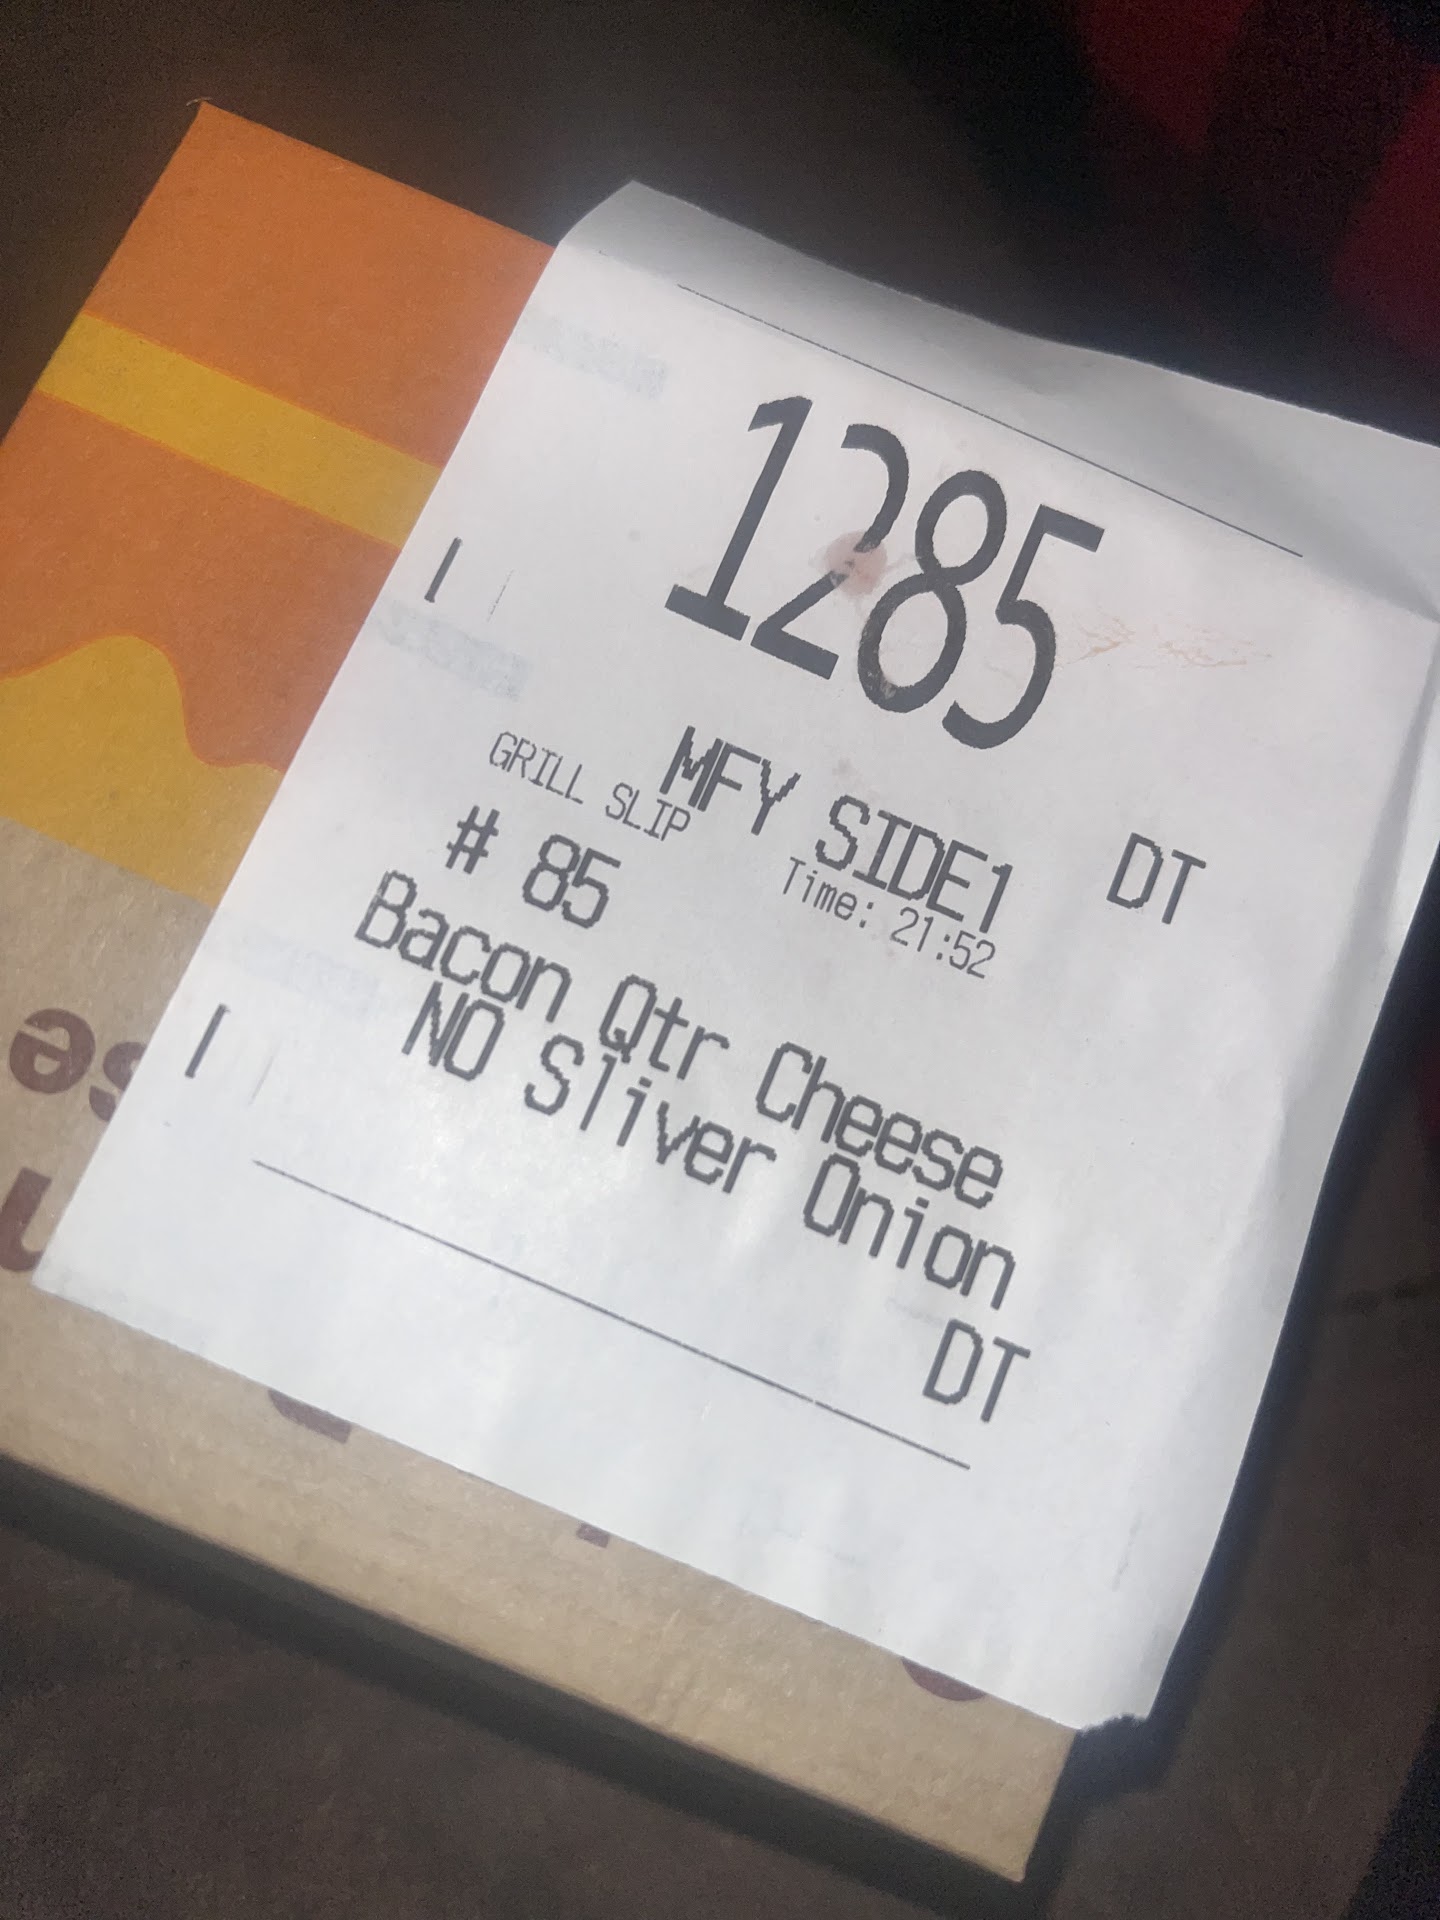 1285
MFY SIDE1 DT
GRILL SLIP Time: 21:52
# 85
Bacon Qtr Cheese
NO Sliver Onion
DT